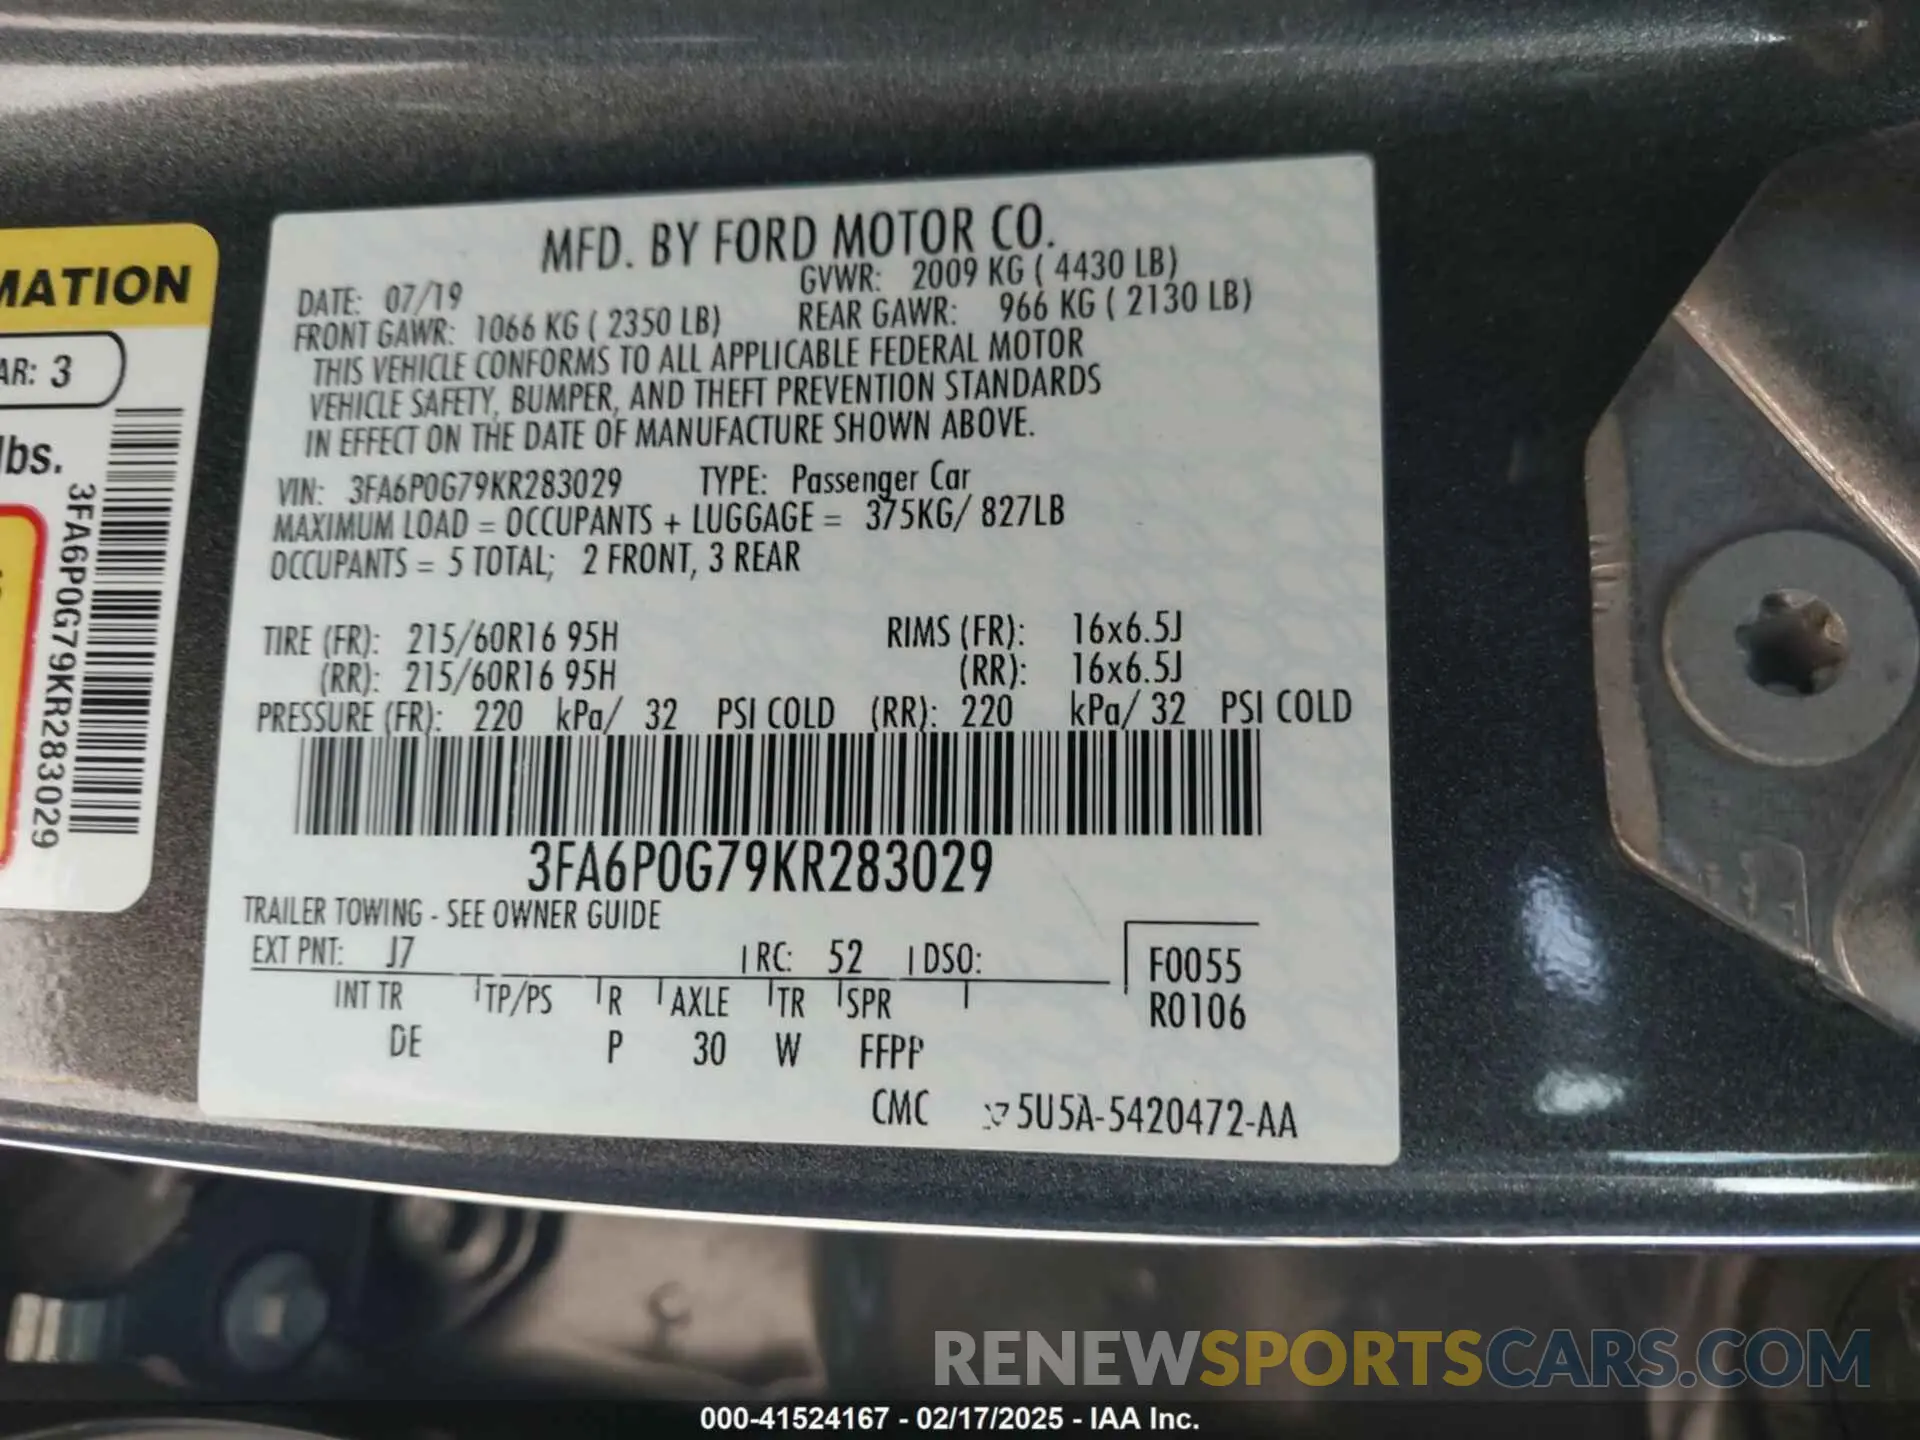 MATION
AR: 3
lbs.
3FA6P0G79KR283029
MFD. BY FORD MOTOR CO.
DATE: 07/19 GVWR: 2009 KG ( 4430 LB)
FRONT GAWR: 1066 KG ( 2350 LB) REAR GAWR: 966 KG ( 2130 LB)
THIS VEHICLE CONFORMS TO ALL APPLICABLE FEDERAL MOTOR
VEHICLE SAFETY, BUMPER, AND THEFT PREVENTION STANDARDS
IN EFFECT ON THE DATE OF MANUFACTURE SHOWN ABOVE.
VIN: 3FA6P0G79KR283029 TYPE: Passenger Car
MAXIMUM LOAD = OCCUPANTS + LUGGAGE = 375KG/ 827LB
OCCUPANTS = 5 TOTAL; 2 FRONT, 3 REAR
TIRE (FR): 215/60R16 95H RIMS (FR): 16x6.5J
(RR): 215/60R16 95H (RR): 16x6.5J
PRESSURE (FR): 220 kPa/ 32 PSI COLD (RR): 220 kPa/ 32 PSI COLD
3FA6P0G79KR283029
TRAILER TOWING - SEE OWNER GUIDE
EXT PNT: J7 RC: 52 DSO: F0055
INT TR TP/PS R AXLE TR SPR R0106
DE P 30 W FFPP
CMC 5U5A-5420472-AA
RENEWSPORTSCARS.COM
000-41524167 - 02/17/2025 - IAA Inc.